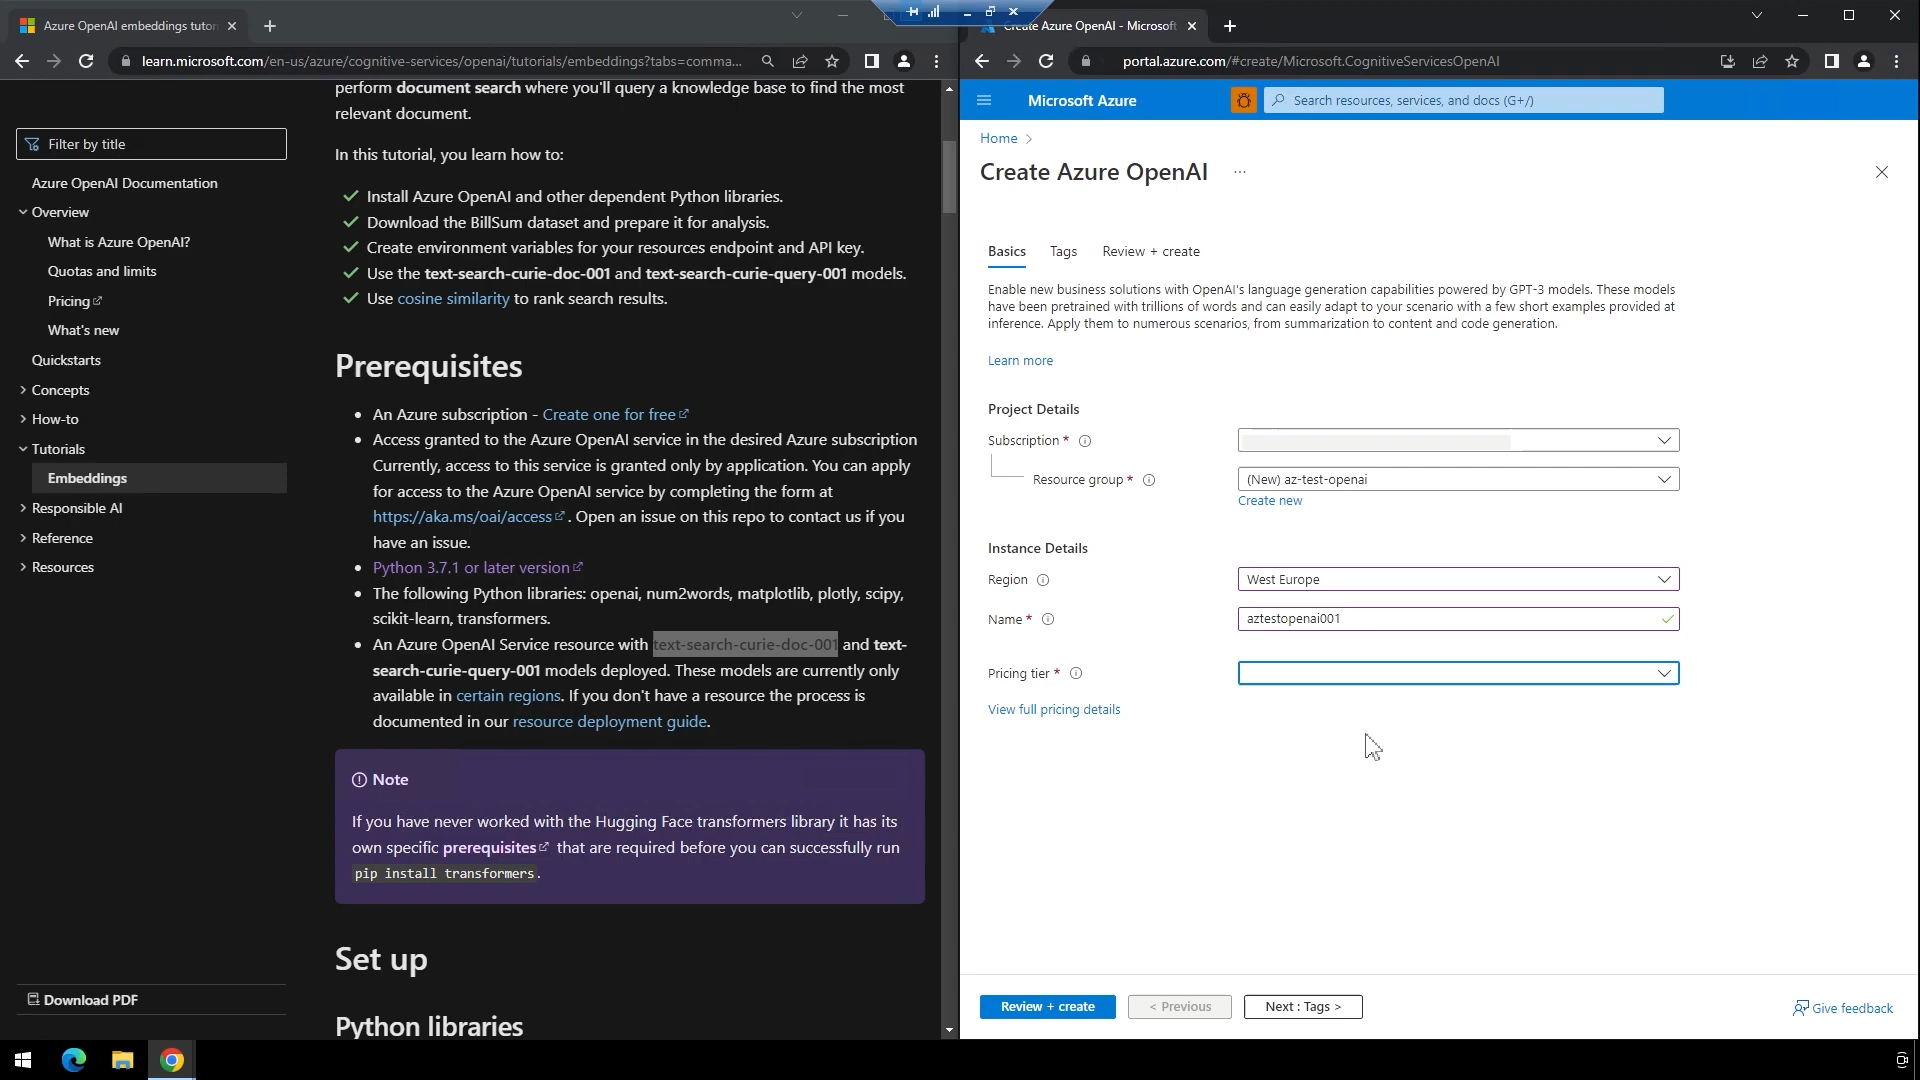 Azure OpenAI embeddings tutor
learn.microsoft.com/en-us/azure/cognitive-services/openai/tutorials/embeddings?tabs=comma...
Filter by title
Azure OpenAI Documentation
Overview
What is Azure OpenAI?
Quotas and limits
Pricing
What's new
Quickstarts
Concepts
How-to
Tutorials
Embeddings
Responsible AI
Reference
Resources
Download PDF
perform document search where you'll query a knowledge base to find the most
relevant document.
In this tutorial, you learn how to:
Install Azure OpenAI and other dependent Python libraries.
Download the BillSum dataset and prepare it for analysis.
Create environment variables for your resources endpoint and API key.
Use the text-search-curie-doc-001 and text-search-curie-query-001 models.
Use cosine similarity to rank search results.
Prerequisites
An Azure subscription - Create one for free
Access granted to the Azure OpenAI service in the desired Azure subscription
Currently, access to this service is granted only by application. You can apply
for access to the Azure OpenAI service by completing the form at
https://aka.ms/oai/access . Open an issue on this repo to contact us if you
have an issue.
Python 3.7.1 or later version
The following Python libraries: openai, num2words, matplotlib, plotly, scipy,
scikit-learn, transformers.
An Azure OpenAI Service resource with text-search-curie-doc-001 and text-
search-curie-query-001 models deployed. These models are currently only
available in certain regions. If you don't have a resource the process is
documented in our resource deployment guide.
Note
If you have never worked with the Hugging Face transformers library it has its
own specific prerequisites that are required before you can successfully run
pip install transformers.
Set up
Python libraries
Create Azure OpenAI - Microsoft
portal.azure.com/#create/Microsoft.CognitiveServicesOpenAI
Microsoft Azure
Search resources, services, and docs (G+/)
Home >
Create Azure OpenAI ...
Basics Tags Review + create
Enable new business solutions with OpenAI's language generation capabilities powered by GPT-3 models. These models
have been pretrained with trillions of words and can easily adapt to your scenario with a few short examples provided at
inference. Apply them to numerous scenarios, from summarization to content and code generation.
Learn more
Project Details
Subscription *
Resource group * (New) az-test-openai
Create new
Instance Details
Region West Europe
Name * aztestopenai001
Pricing tier *
View full pricing details
Review + create < Previous Next : Tags > Give feedback